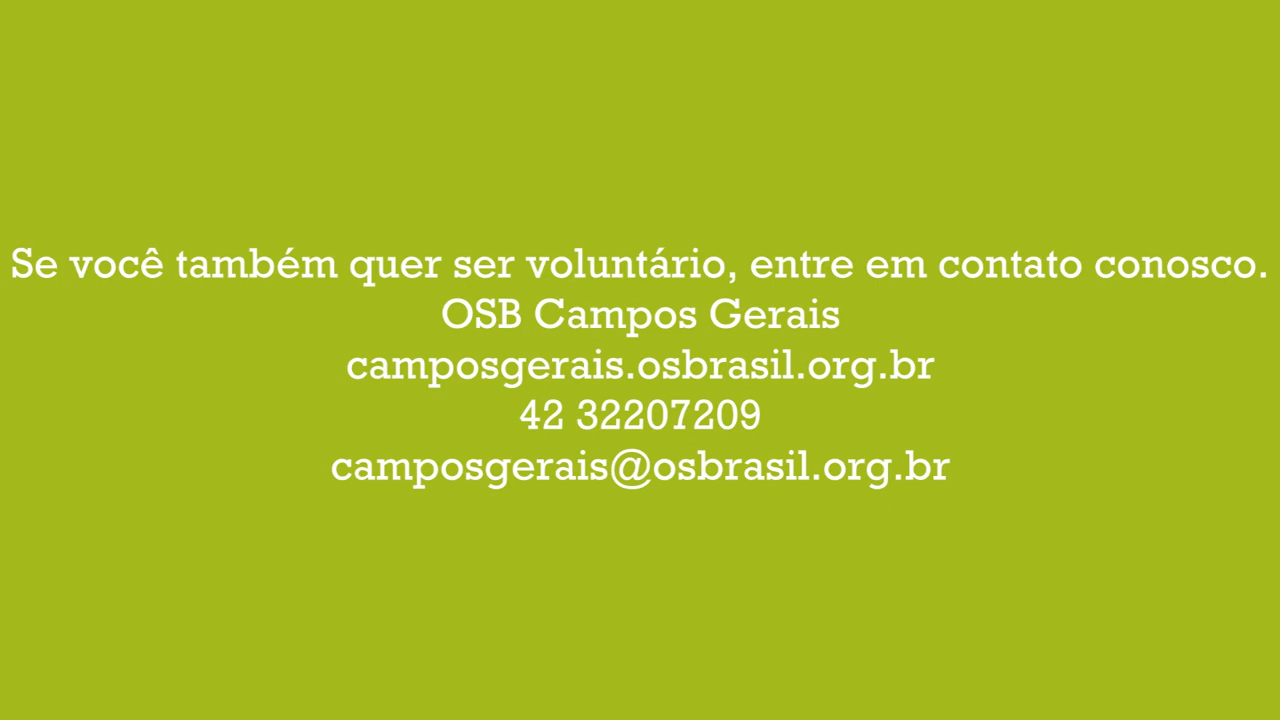 Se você também quer ser voluntário, entre em contato conosco.
OSB Campos Gerais
camposgerais.osbrasil.org.br
42 32207209
camposgerais@osbrasil.org.br